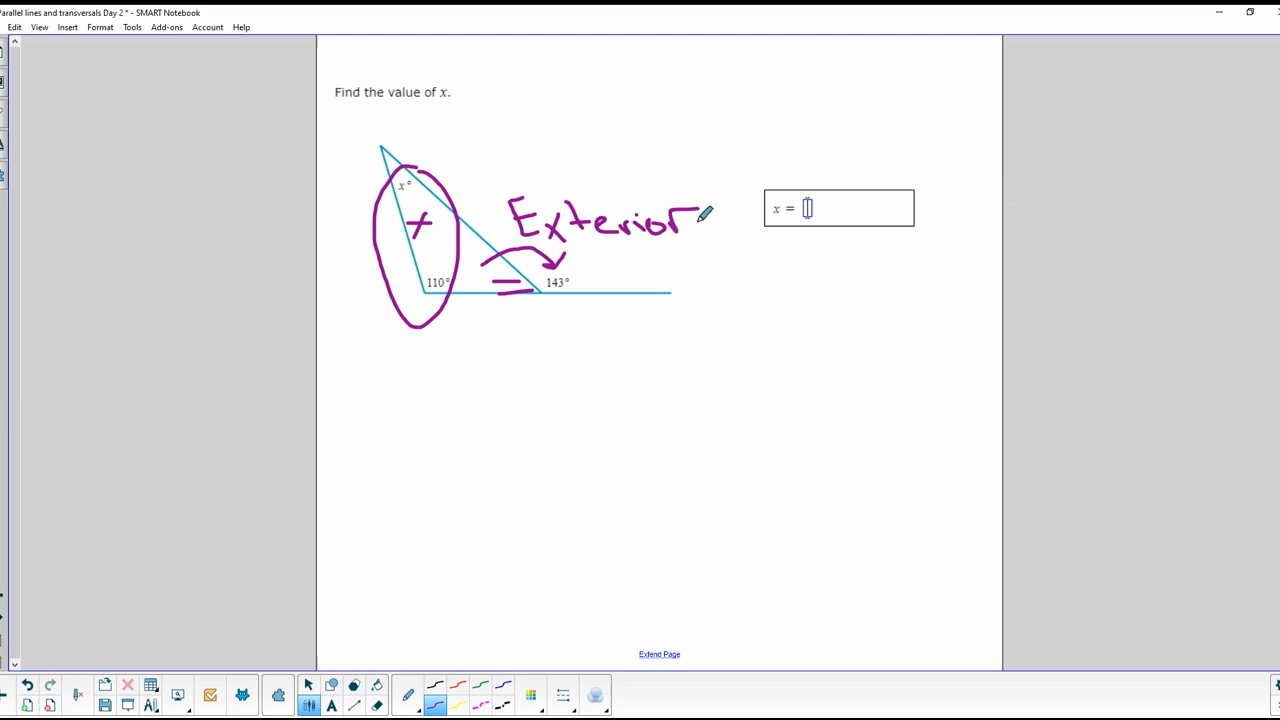 Parallel lines and transversals Day 2 * - SMART Notebook
Edit View Insert Format Tools Add-ons Account Help
Find the value of x.
x°
+
Exterior
x =
110°
=
143°
Extend Page